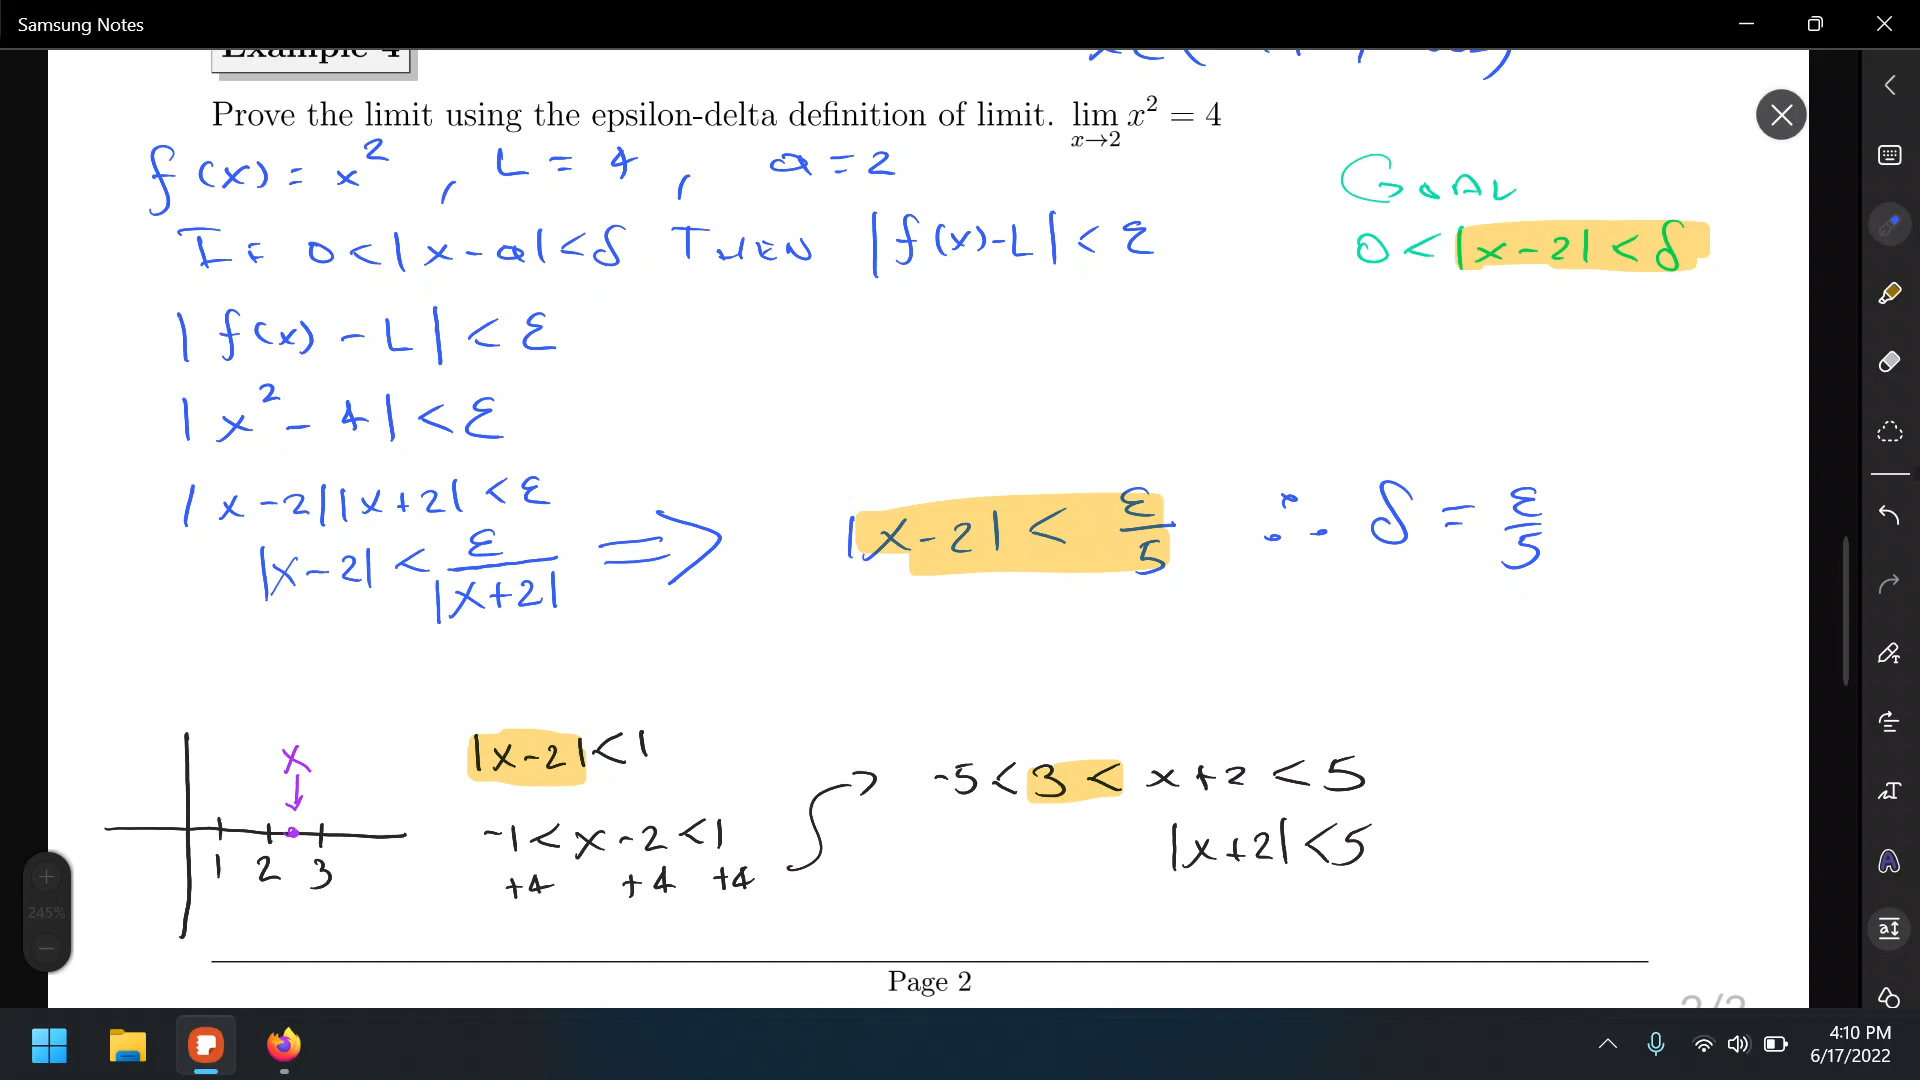 Samsung Notes
Example 4
Prove the limit using the epsilon-delta definition of limit. lim x→2 x² = 4
f(x) = x² , L = 4 , a = 2
GOAL
IF 0 < |x - a| < δ THEN |f(x) - L| < ε
0 < |x - 2| < δ
|f(x) - L| < ε
|x² - 4| < ε
|x - 2||x + 2| < ε
|x - 2| < ε/|x + 2| ⟹ |x - 2| < ε/5 ∴ δ = ε/5
x
1 2 3
|x - 2| < 1
-1 < x - 2 < 1
+4 +4 +4
-5 < 3 < x + 2 < 5
|x + 2| < 5
245%
Page 2
4:10 PM
6/17/2022